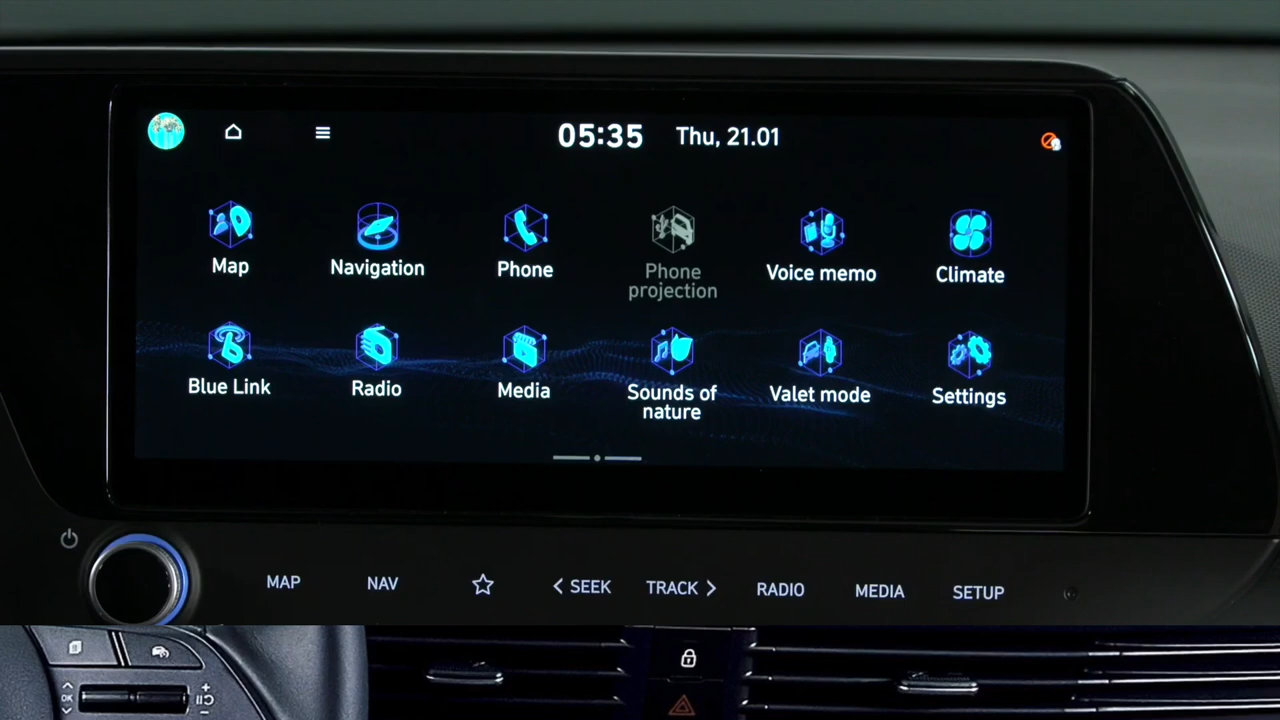 05:35 Thu, 21.01
Map
Navigation
Phone
Phone
projection
Voice memo
Climate
Blue Link
Radio
Media
Sounds of
nature
Valet mode
Settings
MAP NAV < SEEK TRACK > RADIO MEDIA SETUP
OK
+
-